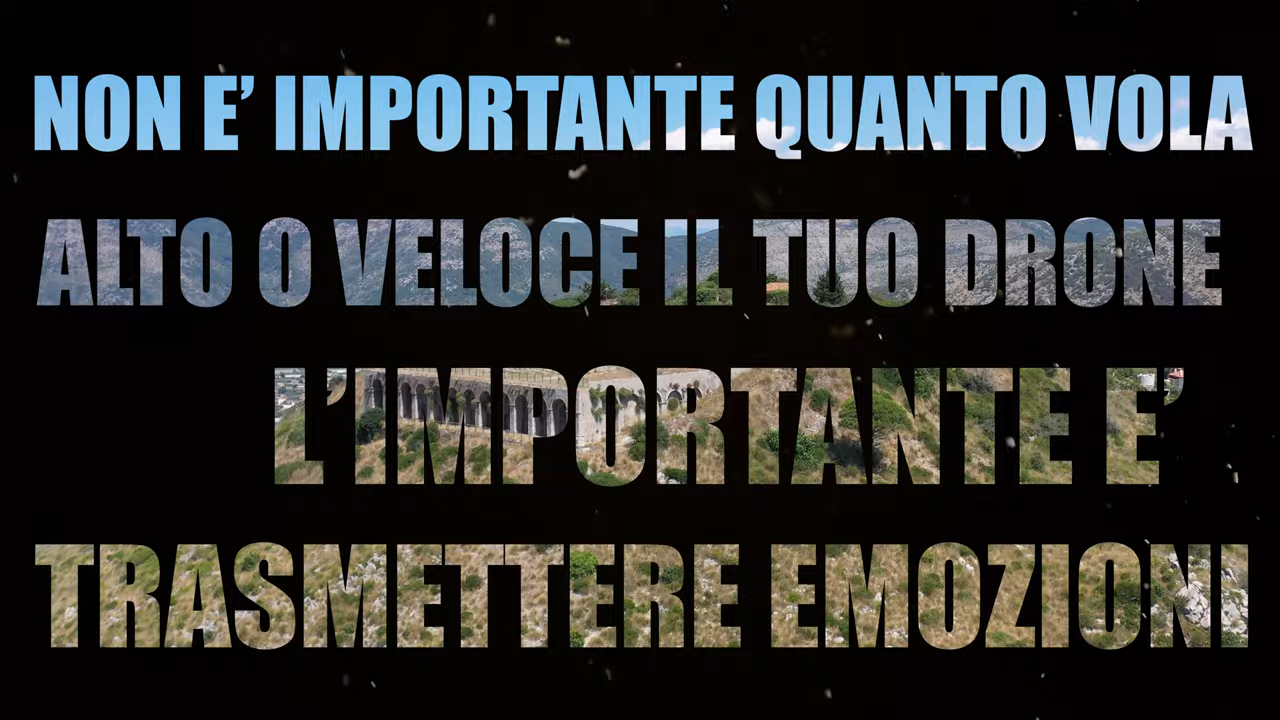 NON E’ IMPORTANTE QUANTO VOLA
ALTO O VELOCE IL TUO DRONE
L’IMPORTANTE E’
TRASMETTERE EMOZIONI